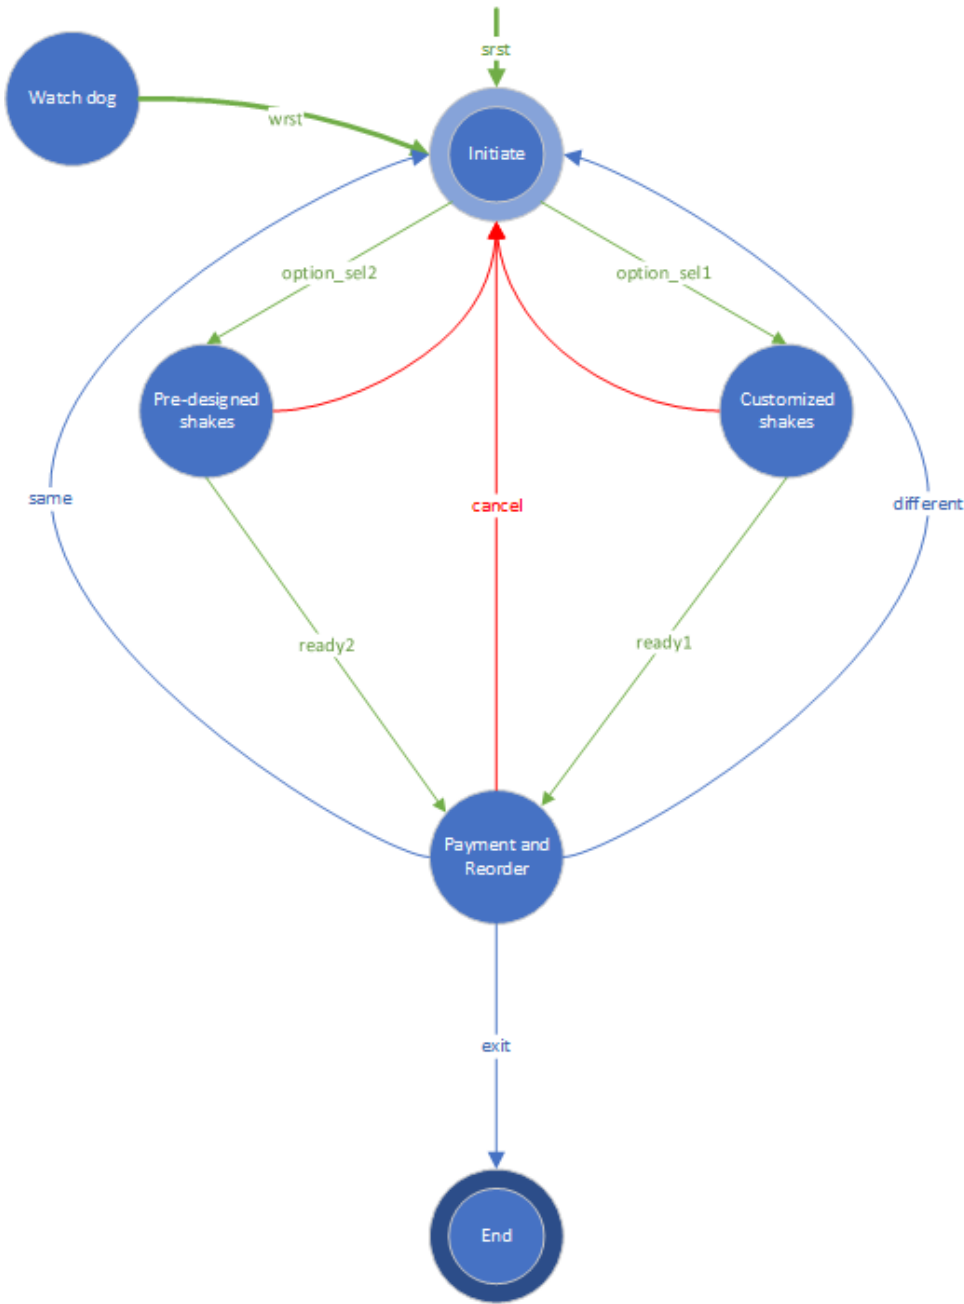 srst
Watch dog
wrst
Initiate
option_sel2
option_sel1
Pre-designed
shakes
Customized
shakes
same
cancel
different
ready2
ready1
Payment and
Reorder
exit
End